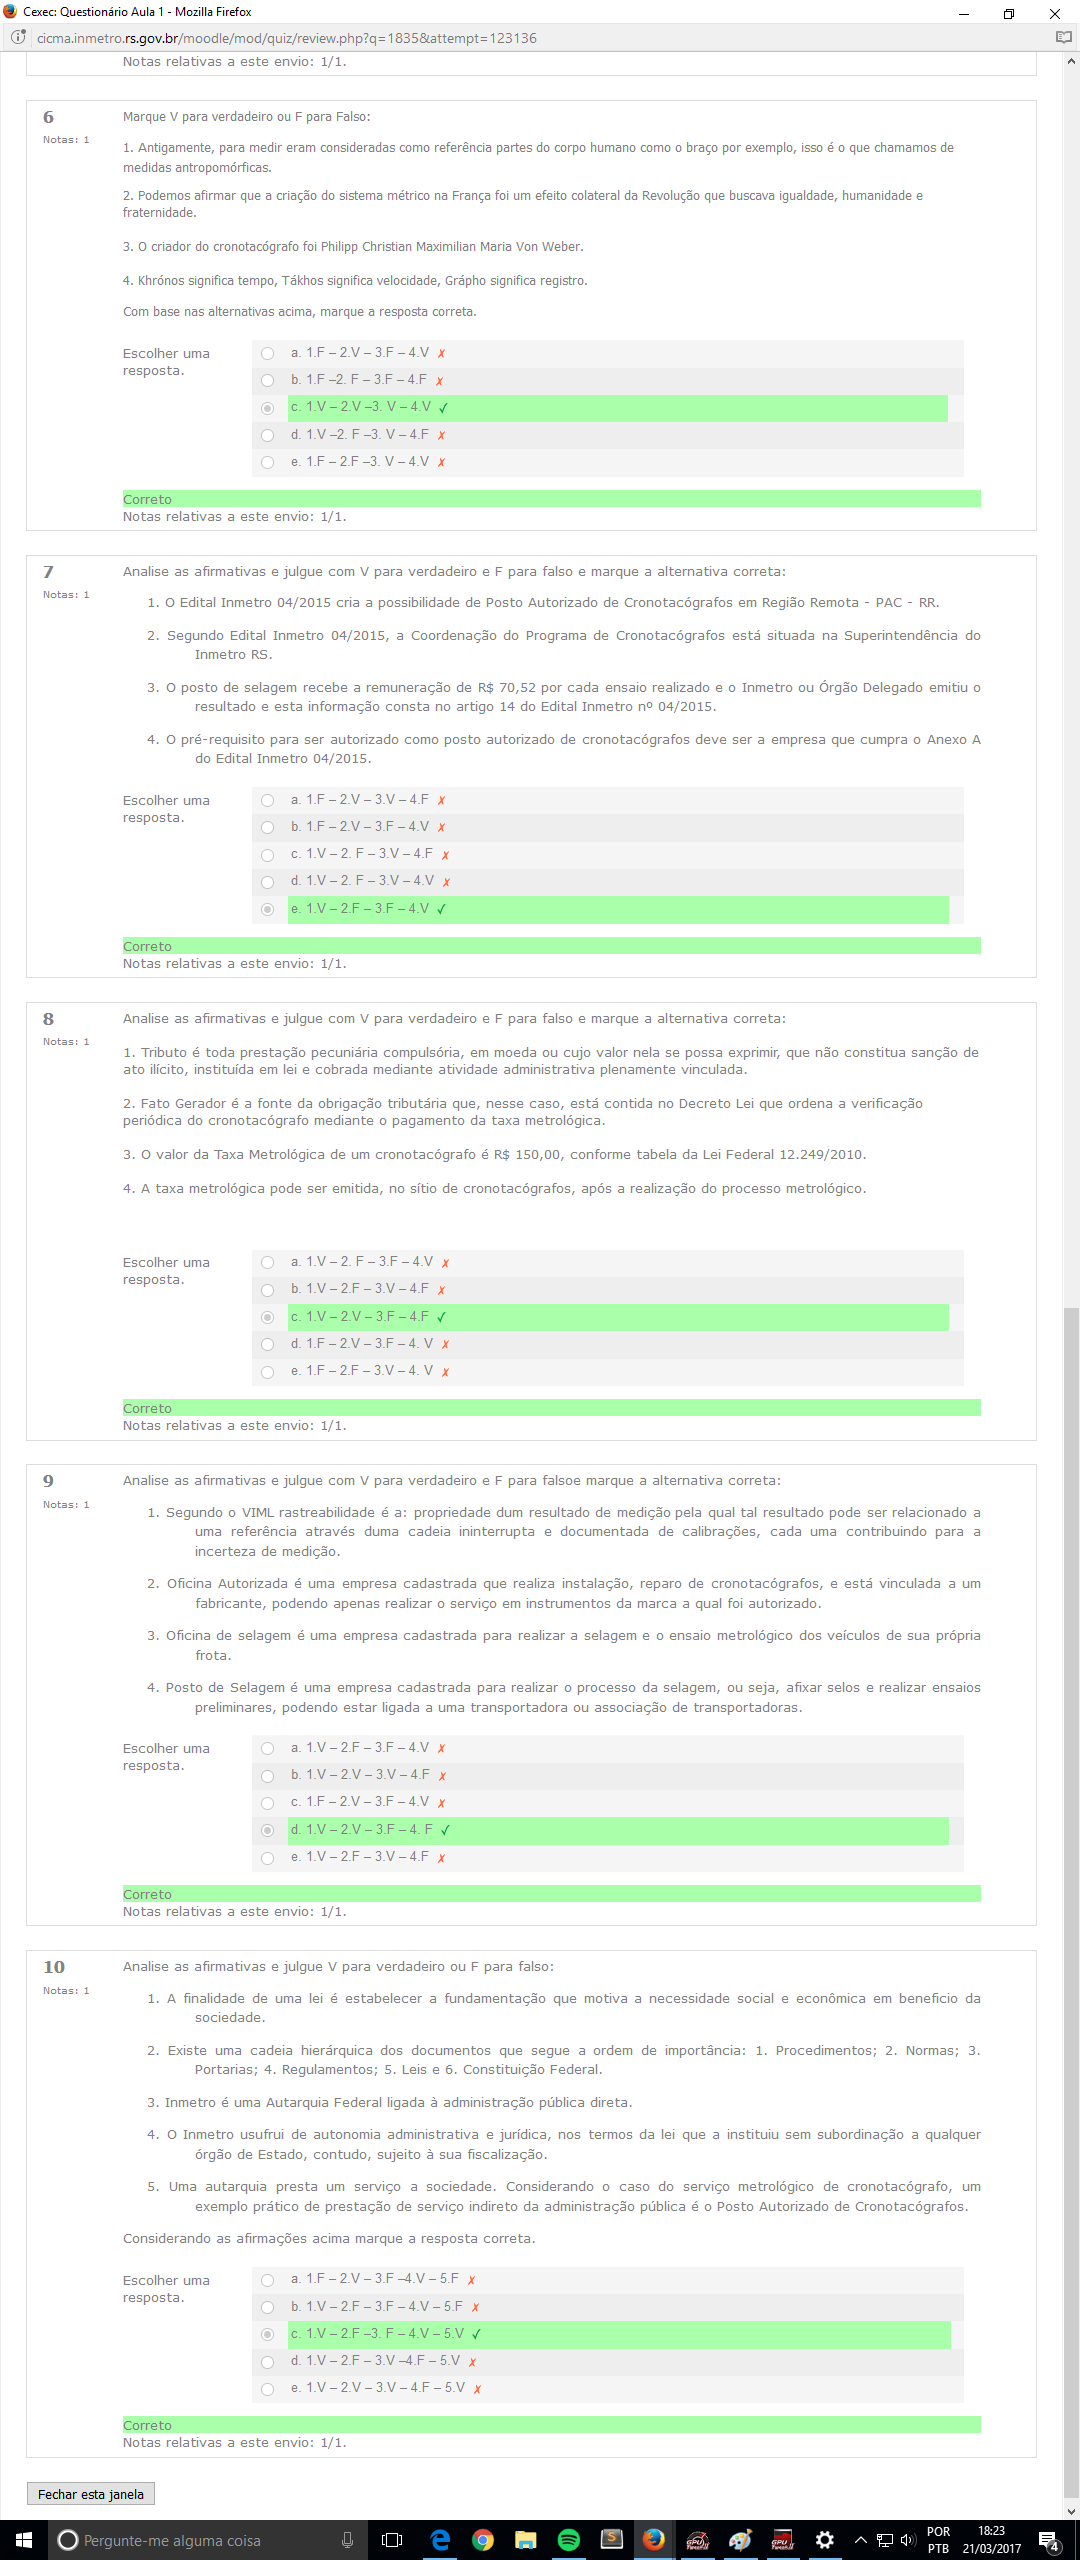 Cexec: Questionário Aula 1 - Mozilla Firefox
cicma.inmetro.rs.gov.br/moodle/mod/quiz/review.php?q=1835&attempt=123136
Notas relativas a este envio: 1/1.
6
Notas: 1
Marque V para verdadeiro ou F para Falso:
1. Antigamente, para medir eram consideradas como referência partes do corpo humano como o braço por exemplo, isso é o que chamamos de
medidas antropomórficas.
2. Podemos afirmar que a criação do sistema métrico na França foi um efeito colateral da Revolução que buscava igualdade, humanidade e
fraternidade.
3. O criador do cronotacógrafo foi Philipp Christian Maximilian Maria Von Weber.
4. Khrónos significa tempo, Tákhos significa velocidade, Grápho significa registro.
Com base nas alternativas acima, marque a resposta correta.
Escolher uma
resposta.
a. 1.F – 2.V – 3.F – 4.V ✗
b. 1.F –2. F – 3.F – 4.F ✗
c. 1.V – 2.V –3. V – 4.V ✓
d. 1.V –2. F –3. V – 4.F ✗
e. 1.F – 2.F –3. V – 4.V ✗
Correto
Notas relativas a este envio: 1/1.
7
Notas: 1
Analise as afirmativas e julgue com V para verdadeiro e F para falso e marque a alternativa correta:
1. O Edital Inmetro 04/2015 cria a possibilidade de Posto Autorizado de Cronotacógrafos em Região Remota - PAC - RR.
2. Segundo Edital Inmetro 04/2015, a Coordenação do Programa de Cronotacógrafos está situada na Superintendência do
Inmetro RS.
3. O posto de selagem recebe a remuneração de R$ 70,52 por cada ensaio realizado e o Inmetro ou Órgão Delegado emitiu o
resultado e esta informação consta no artigo 14 do Edital Inmetro nº 04/2015.
4. O pré-requisito para ser autorizado como posto autorizado de cronotacógrafos deve ser a empresa que cumpra o Anexo A
do Edital Inmetro 04/2015.
Escolher uma
resposta.
a. 1.F – 2.V – 3.V – 4.F ✗
b. 1.F – 2.V – 3.F – 4.V ✗
c. 1.V – 2. F – 3.V – 4.F ✗
d. 1.V – 2. F – 3.V – 4.V ✗
e. 1.V – 2.F – 3.F – 4.V ✓
Correto
Notas relativas a este envio: 1/1.
8
Notas: 1
Analise as afirmativas e julgue com V para verdadeiro e F para falso e marque a alternativa correta:
1. Tributo é toda prestação pecuniária compulsória, em moeda ou cujo valor nela se possa exprimir, que não constitua sanção de
ato ilícito, instituída em lei e cobrada mediante atividade administrativa plenamente vinculada.
2. Fato Gerador é a fonte da obrigação tributária que, nesse caso, está contida no Decreto Lei que ordena a verificação
periódica do cronotacógrafo mediante o pagamento da taxa metrológica.
3. O valor da Taxa Metrológica de um cronotacógrafo é R$ 150,00, conforme tabela da Lei Federal 12.249/2010.
4. A taxa metrológica pode ser emitida, no sítio de cronotacógrafos, após a realização do processo metrológico.
Escolher uma
resposta.
a. 1.V – 2. F – 3.F – 4.V ✗
b. 1.V – 2.F – 3.V – 4.F ✗
c. 1.V – 2.V – 3.F – 4.F ✓
d. 1.F – 2.V – 3.F – 4. V ✗
e. 1.F – 2.F – 3.V – 4. V ✗
Correto
Notas relativas a este envio: 1/1.
9
Notas: 1
Analise as afirmativas e julgue com V para verdadeiro e F para falsoe marque a alternativa correta:
1. Segundo o VIML rastreabilidade é a: propriedade dum resultado de medição pela qual tal resultado pode ser relacionado a
uma referência através duma cadeia ininterrupta e documentada de calibrações, cada uma contribuindo para a
incerteza de medição.
2. Oficina Autorizada é uma empresa cadastrada que realiza instalação, reparo de cronotacógrafos, e está vinculada a um
fabricante, podendo apenas realizar o serviço em instrumentos da marca a qual foi autorizado.
3. Oficina de selagem é uma empresa cadastrada para realizar a selagem e o ensaio metrológico dos veículos de sua própria
frota.
4. Posto de Selagem é uma empresa cadastrada para realizar o processo da selagem, ou seja, afixar selos e realizar ensaios
preliminares, podendo estar ligada a uma transportadora ou associação de transportadoras.
Escolher uma
resposta.
a. 1.V – 2.F – 3.F – 4.V ✗
b. 1.V – 2.V – 3.V – 4.F ✗
c. 1.F – 2.V – 3.F – 4.V ✗
d. 1.V – 2.V – 3.F – 4. F ✓
e. 1.V – 2.F – 3.V – 4.F ✗
Correto
Notas relativas a este envio: 1/1.
10
Notas: 1
Analise as afirmativas e julgue V para verdadeiro ou F para falso:
1. A finalidade de uma lei é estabelecer a fundamentação que motiva a necessidade social e econômica em beneficio da
sociedade.
2. Existe uma cadeia hierárquica dos documentos que segue a ordem de importância: 1. Procedimentos; 2. Normas; 3.
Portarias; 4. Regulamentos; 5. Leis e 6. Constituição Federal.
3. Inmetro é uma Autarquia Federal ligada à administração pública direta.
4. O Inmetro usufrui de autonomia administrativa e jurídica, nos termos da lei que a instituiu sem subordinação a qualquer
órgão de Estado, contudo, sujeito à sua fiscalização.
5. Uma autarquia presta um serviço a sociedade. Considerando o caso do serviço metrológico de cronotacógrafo, um
exemplo prático de prestação de serviço indireto da administração pública é o Posto Autorizado de Cronotacógrafos.
Considerando as afirmações acima marque a resposta correta.
Escolher uma
resposta.
a. 1.F – 2.V – 3.F –4.V – 5.F ✗
b. 1.V – 2.F – 3.F – 4.V – 5.F ✗
c. 1.V – 2.F –3. F – 4.V – 5.V ✓
d. 1.V – 2.F – 3.V –4.F – 5.V ✗
e. 1.V – 2.V – 3.V – 4.F – 5.V ✗
Correto
Notas relativas a este envio: 1/1.
Fechar esta janela
Pergunte-me alguma coisa
POR
PTB
18:23
21/03/2017
4